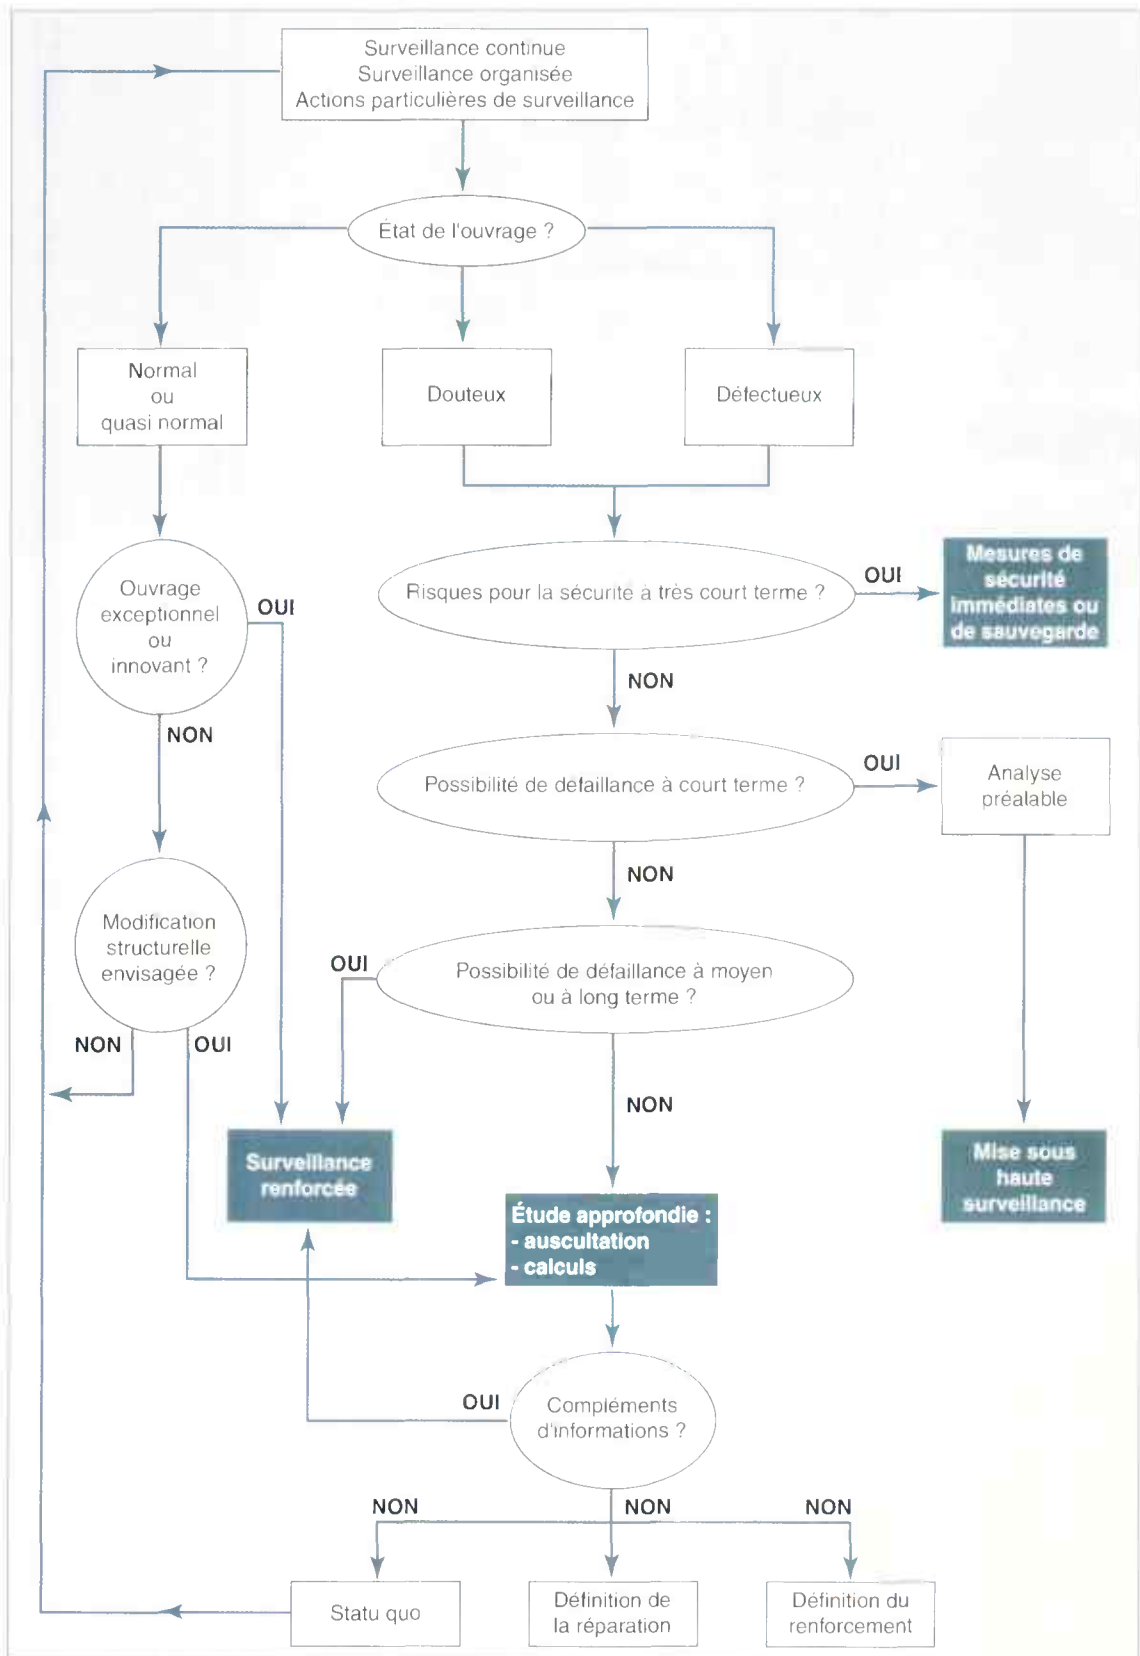 Surveillance continue
Surveillance organisée
Actions particulières de surveillance
État de l'ouvrage ?
Normal
ou
quasi normal
Douteux
Défectueux
Ouvrage
exceptionnel
ou
innovant ?
OUI
Risques pour la sécurité à très court terme ?
OUI
Mesures de
sécurité
immédiates ou
de sauvegarde
NON
NON
Possibilité de défaillance à court terme ?
OUI
Analyse
préalable
NON
Modification
structurelle
envisagée ?
OUI
Possibilité de défaillance à moyen
ou à long terme ?
NON
OUI
NON
Surveillance
renforcée
Mise sous
haute
surveillance
Étude approfondie :
- auscultation
- calculs
OUI
Compléments
d'informations ?
NON
NON
NON
Statu quo
Définition de
la réparation
Définition du
renforcement